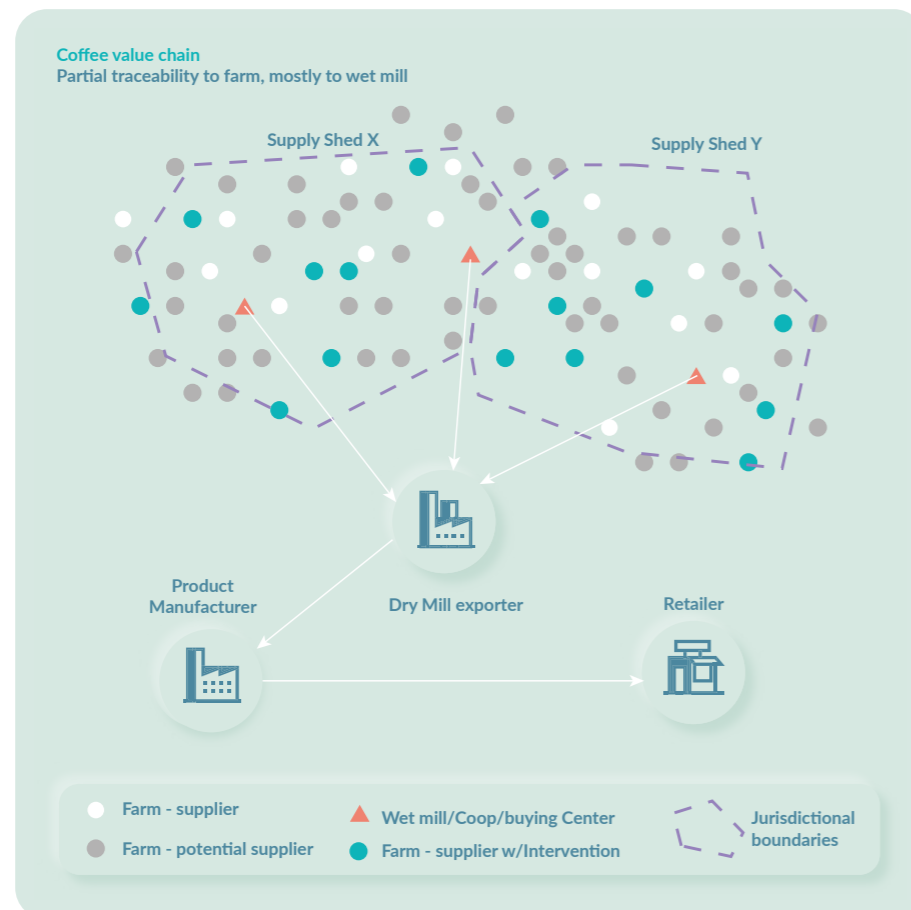 Coffee value chain
Partial traceability to farm, mostly to wet mill
Supply Shed X
Supply Shed Y
Product
Manufacturer
Dry Mill exporter
Retailer
Farm - supplier
Farm - potential supplier
Wet mill/Coop/buying Center
Farm - supplier w/Intervention
Jurisdictional
boundaries